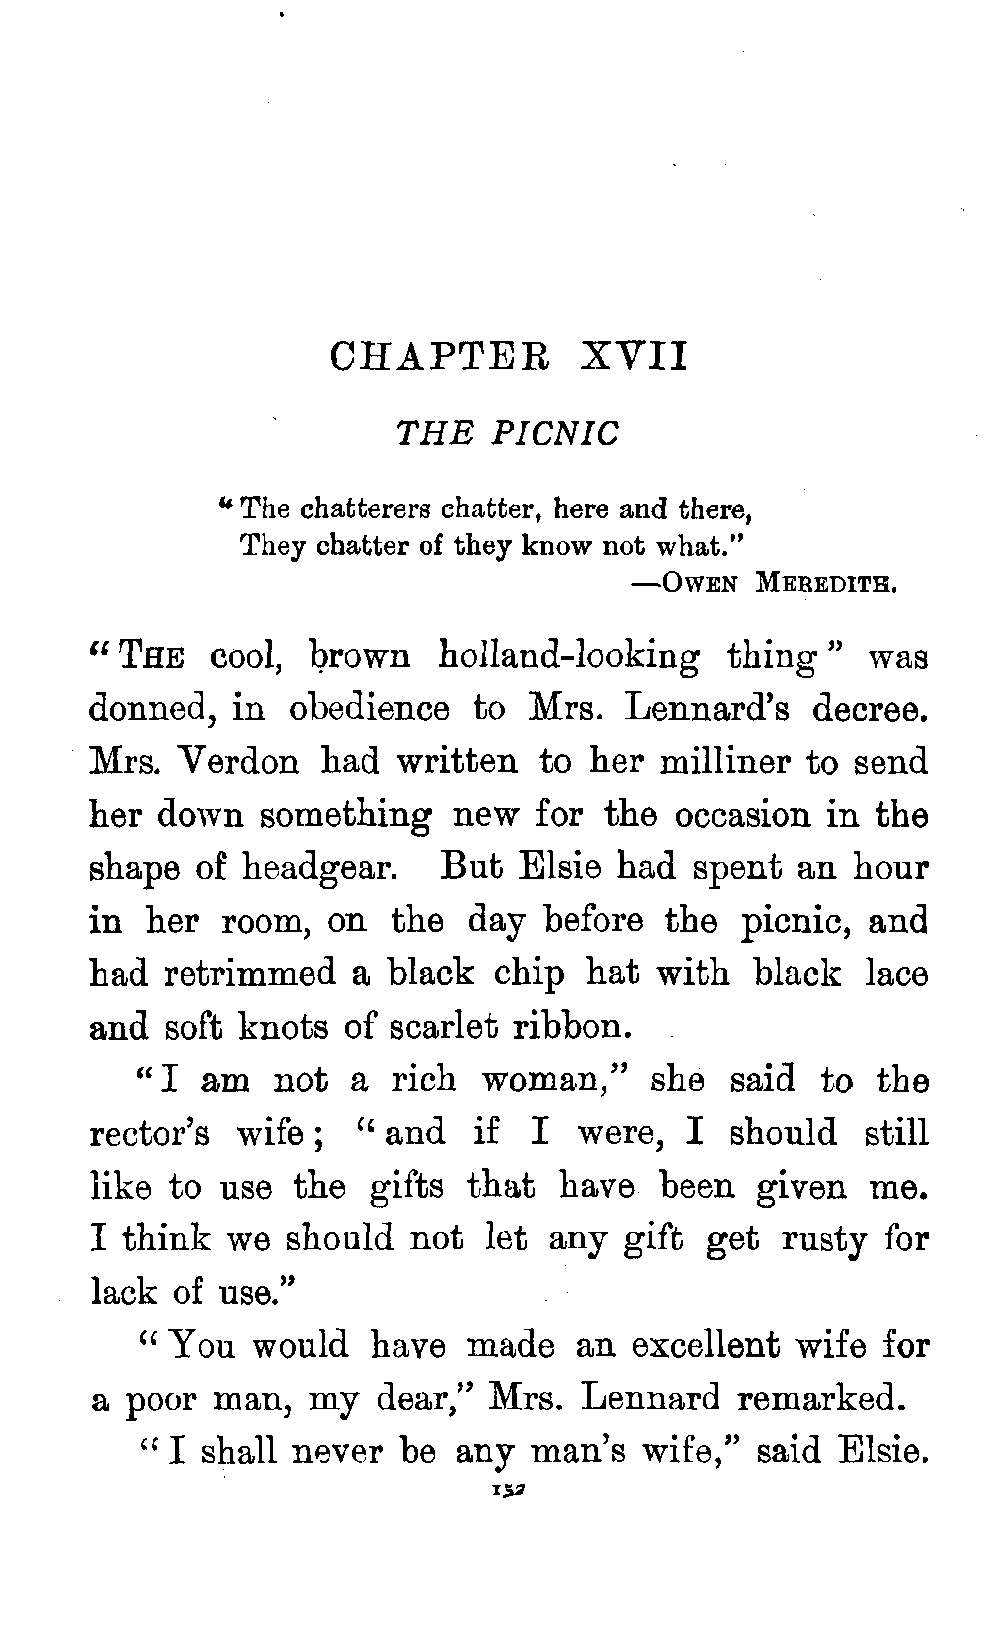 CHAPTER XVII
THE PICNIC
“The chatterers chatter, here and there,
They chatter of they know not what.”
—OWEN MEREDITH.
“THE cool, brown holland-looking thing” was
donned, in obedience to Mrs. Lennard’s decree.
Mrs. Verdon had written to her milliner to send
her down something new for the occasion in the
shape of headgear. But Elsie had spent an hour
in her room, on the day before the picnic, and
had retrimmed a black chip hat with black lace
and soft knots of scarlet ribbon.
“I am not a rich woman,” she said to the
rector’s wife; “and if I were, I should still
like to use the gifts that have been given me.
I think we should not let any gift get rusty for
lack of use.”
“You would have made an excellent wife for
a poor man, my dear,” Mrs. Lennard remarked.
“I shall never be any man’s wife,” said Elsie.
152